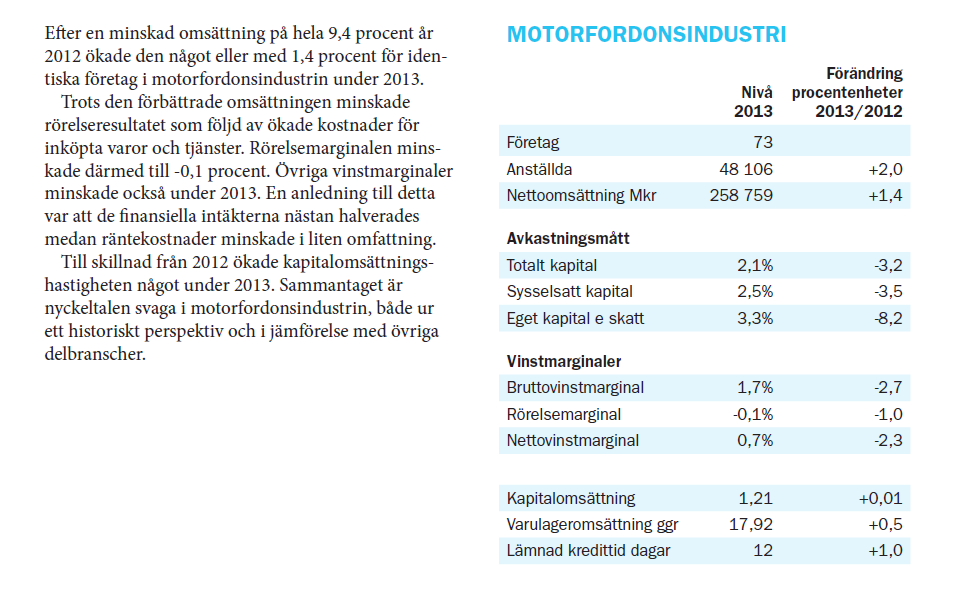 Efter en minskad omsättning på hela 9,4 procent år
2012 ökade den något eller med 1,4 procent för iden-
tiska företag i motorfordonsindustrin under 2013.
Trots den förbättrade omsättningen minskade
rörelseresultatet som följd av ökade kostnader för
inköpta varor och tjänster. Rörelsemarginalen mins-
kade därmed till -0,1 procent. Övriga vinstmarginaler
minskade också under 2013. En anledning till detta
var att de finansiella intäkterna nästan halverades
medan räntekostnader minskade i liten omfattning.
Till skillnad från 2012 ökade kapitalomsättnings-
hastigheten något under 2013. Sammantaget är
nyckeltalen svaga i motorfordonsindustrin, både ur
ett historiskt perspektiv och i jämförelse med övriga
delbranscher.
MOTORFORDONSINDUSTRI
Förändring
Nivå procentenheter
2013 2013/2012
Företag 73
Anställda 48 106 +2,0
Nettoomsättning Mkr 258 759 +1,4
Avkastningsmått
Totalt kapital 2,1% -3,2
Sysselsatt kapital 2,5% -3,5
Eget kapital e skatt 3,3% -8,2
Vinstmarginaler
Bruttovinstmarginal 1,7% -2,7
Rörelsemarginal -0,1% -1,0
Nettovinstmarginal 0,7% -2,3
Kapitalomsättning 1,21 +0,01
Varulageromsättning ggr 17,92 +0,5
Lämnad kredittid dagar 12 +1,0